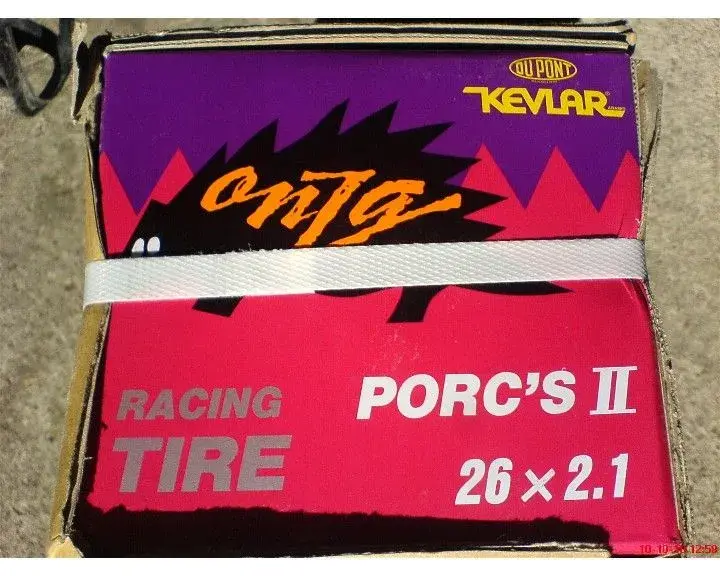 DU PONT
KEVLAR
onza
RACING
TIRE
PORC'S II
26 x 2.1